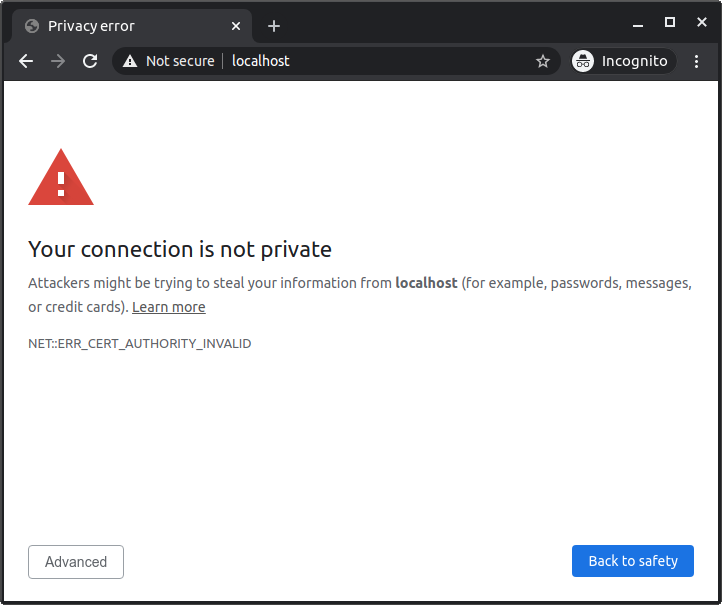 Privacy error
Not secure localhost Incognito
Your connection is not private
Attackers might be trying to steal your information from localhost (for example, passwords, messages,
or credit cards). Learn more
NET::ERR_CERT_AUTHORITY_INVALID
Advanced Back to safety